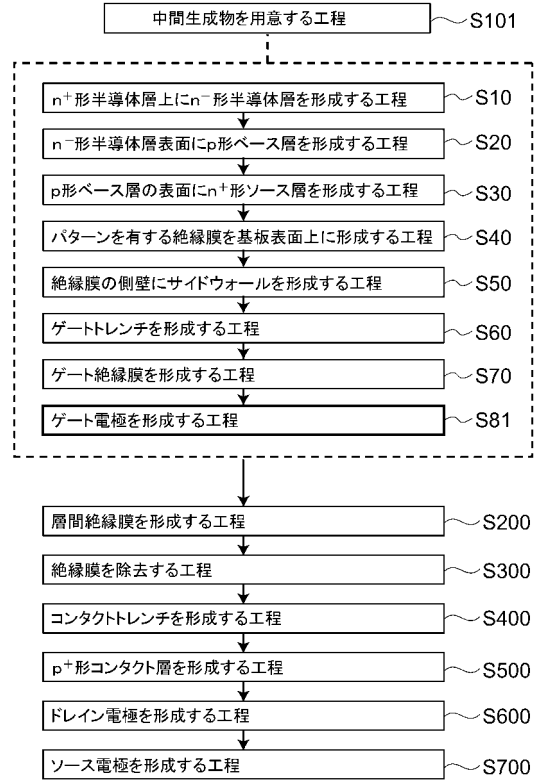 中間生成物を用意する工程 S101
n⁺形半導体層上にn⁻形半導体層を形成する工程 S10
n⁻形半導体層表面にp形ベース層を形成する工程 S20
p形ベース層の表面にn⁺形ソース層を形成する工程 S30
パターンを有する絶縁膜を基板表面上に形成する工程 S40
絶縁膜の側壁にサイドウォールを形成する工程 S50
ゲートトレンチを形成する工程 S60
ゲート絶縁膜を形成する工程 S70
ゲート電極を形成する工程 S81
層間絶縁膜を形成する工程 S200
絶縁膜を除去する工程 S300
コンタクトトレンチを形成する工程 S400
p⁺形コンタクト層を形成する工程 S500
ドレイン電極を形成する工程 S600
ソース電極を形成する工程 S700